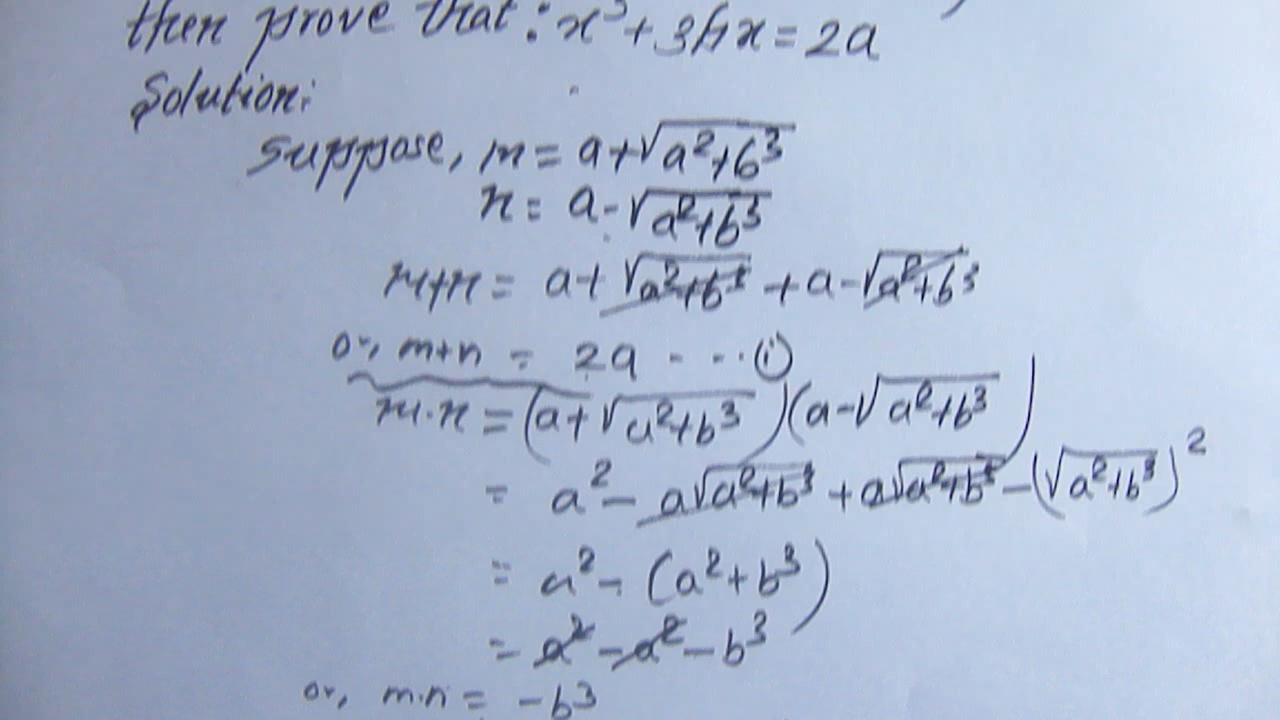 then prove that: x³+3bx=2a
Solution:
suppose, m = a+√(a²+b³)
n = a-√(a²+b³)
m+n = a+√(a²+b³) + a-√(a²+b³)
or, m+n = 2a - - - (i)
m.n = (a+√(a²+b³))(a-√(a²+b³))
= a² - a√(a²+b³) + a√(a²+b³) - (√(a²+b³))²
= a² - (a²+b³)
= a² - a² - b³
or, m.n = -b³